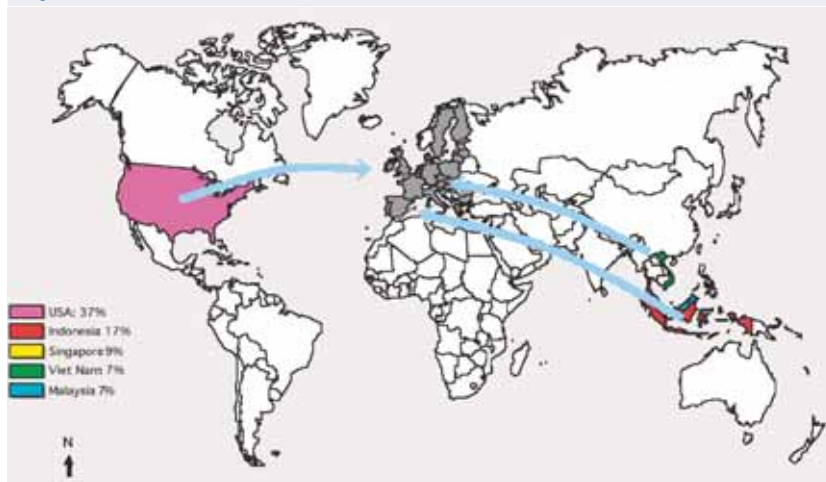 USA: 37%
Indonesia 17%
Singapore 9%
Viet Nam 7%
Malaysia 7%
N